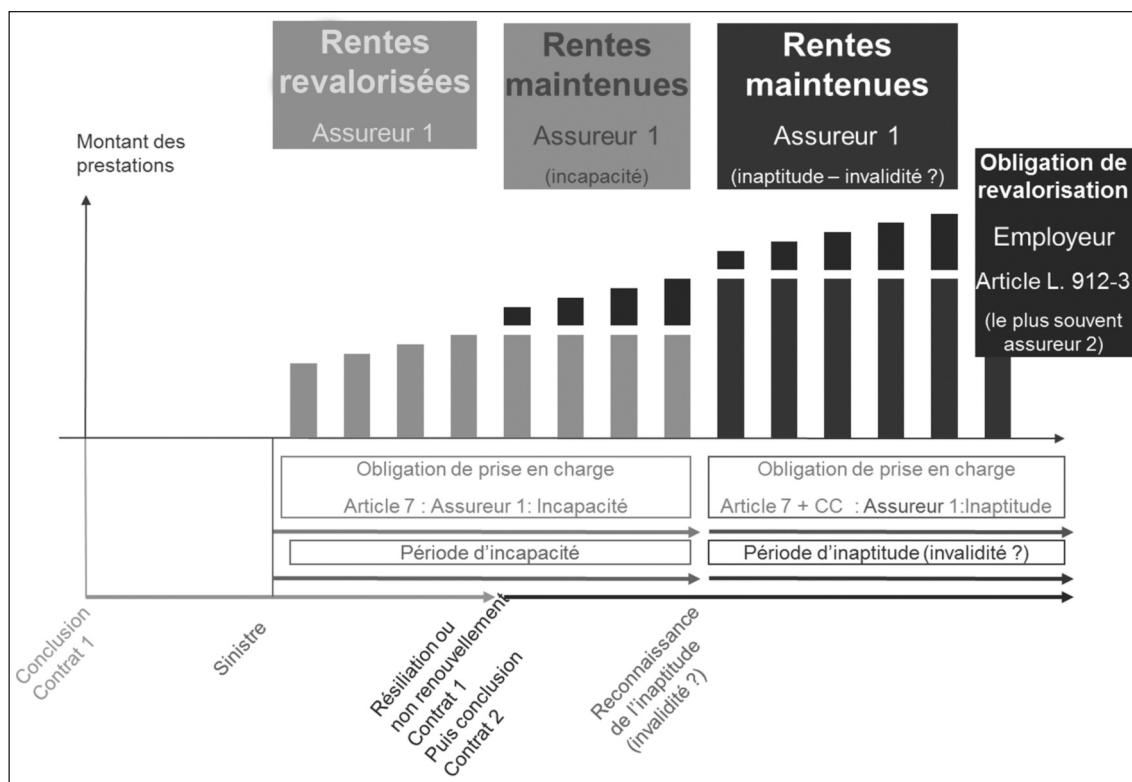 Rentes
revalorisées
Assureur 1
Rentes
maintenues
Assureur 1
(incapacité)
Rentes
maintenues
Assureur 1
(inaptitude – invalidité ?)
Montant des
prestations
Obligation de
revalorisation
Employeur
Article L. 912-3
(le plus souvent
assureur 2)
Obligation de prise en charge
Article 7 : Assureur 1: Incapacité
Obligation de prise en charge
Article 7 + CC : Assureur 1:Inaptitude
Période d'incapacité
Période d'inaptitude (invalidité ?)
Conclusion
Contrat 1
Sinistre
Résiliation ou
non renouvellement
Contrat 1
Puis conclusion
Contrat 2
Reconnaissance
de l'inaptitude
(invalidité ?)